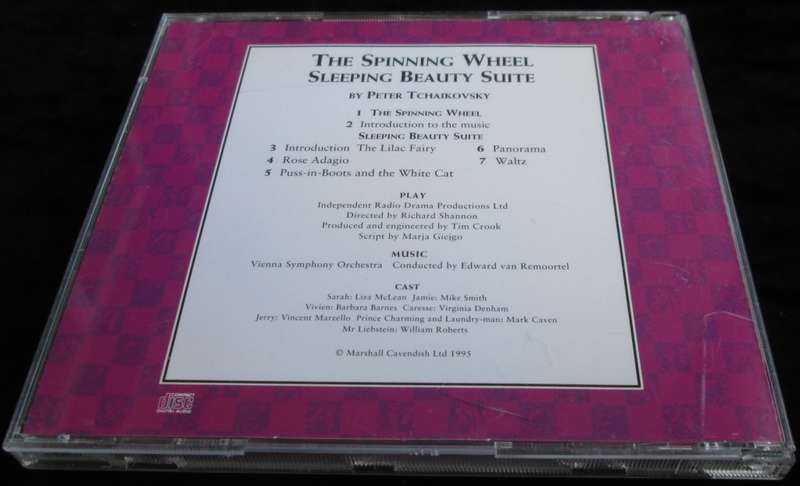 THE SPINNING WHEEL
SLEEPING BEAUTY SUITE
BY PETER TCHAIKOVSKY
1 THE SPINNING WHEEL
2 Introduction to the music
SLEEPING BEAUTY SUITE
3 Introduction The Lilac Fairy 6 Panorama
4 Rose Adagio 7 Waltz
5 Puss-in-Boots and the White Cat
PLAY
Independent Radio Drama Productions Ltd
Directed by Richard Shannon
Produced and engineered by Tim Crook
Script by Marja Giejgo
MUSIC
Vienna Symphony Orchestra Conducted by Edward van Remoortel
CAST
Sarah: Liza McLean Jamie: Mike Smith
Vivien: Barbara Barnes Caresse: Virginia Denham
Jerry: Vincent Marzello Prince Charming and Laundry-man: Mark Caven
Mr Liebstein: William Roberts
© Marshall Cavendish Ltd 1995
COMPACT
disc
DIGITAL AUDIO